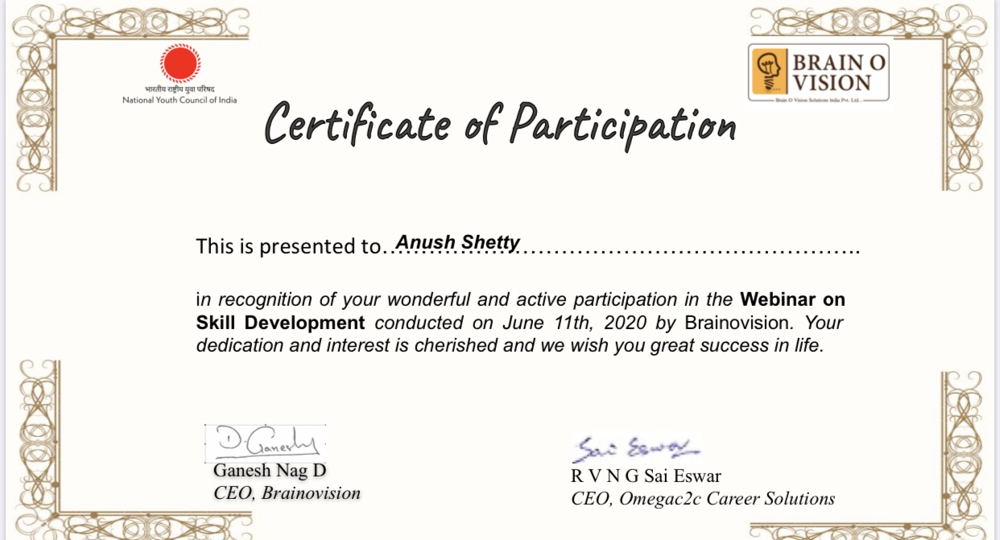 भारतीय राष्ट्रीय युवा परिषद
National Youth Council of India
BRAIN O
VISION
Brain O Vision Solutions India Pvt. Ltd..
Certificate of Participation
This is presented to..Anush Shetty…………………………………………..
in recognition of your wonderful and active participation in the Webinar on
Skill Development conducted on June 11th, 2020 by Brainovision. Your
dedication and interest is cherished and we wish you great success in life.
D. Ganesh
Ganesh Nag D
CEO, Brainovision
Sai Eswar
R V N G Sai Eswar
CEO, Omegac2c Career Solutions